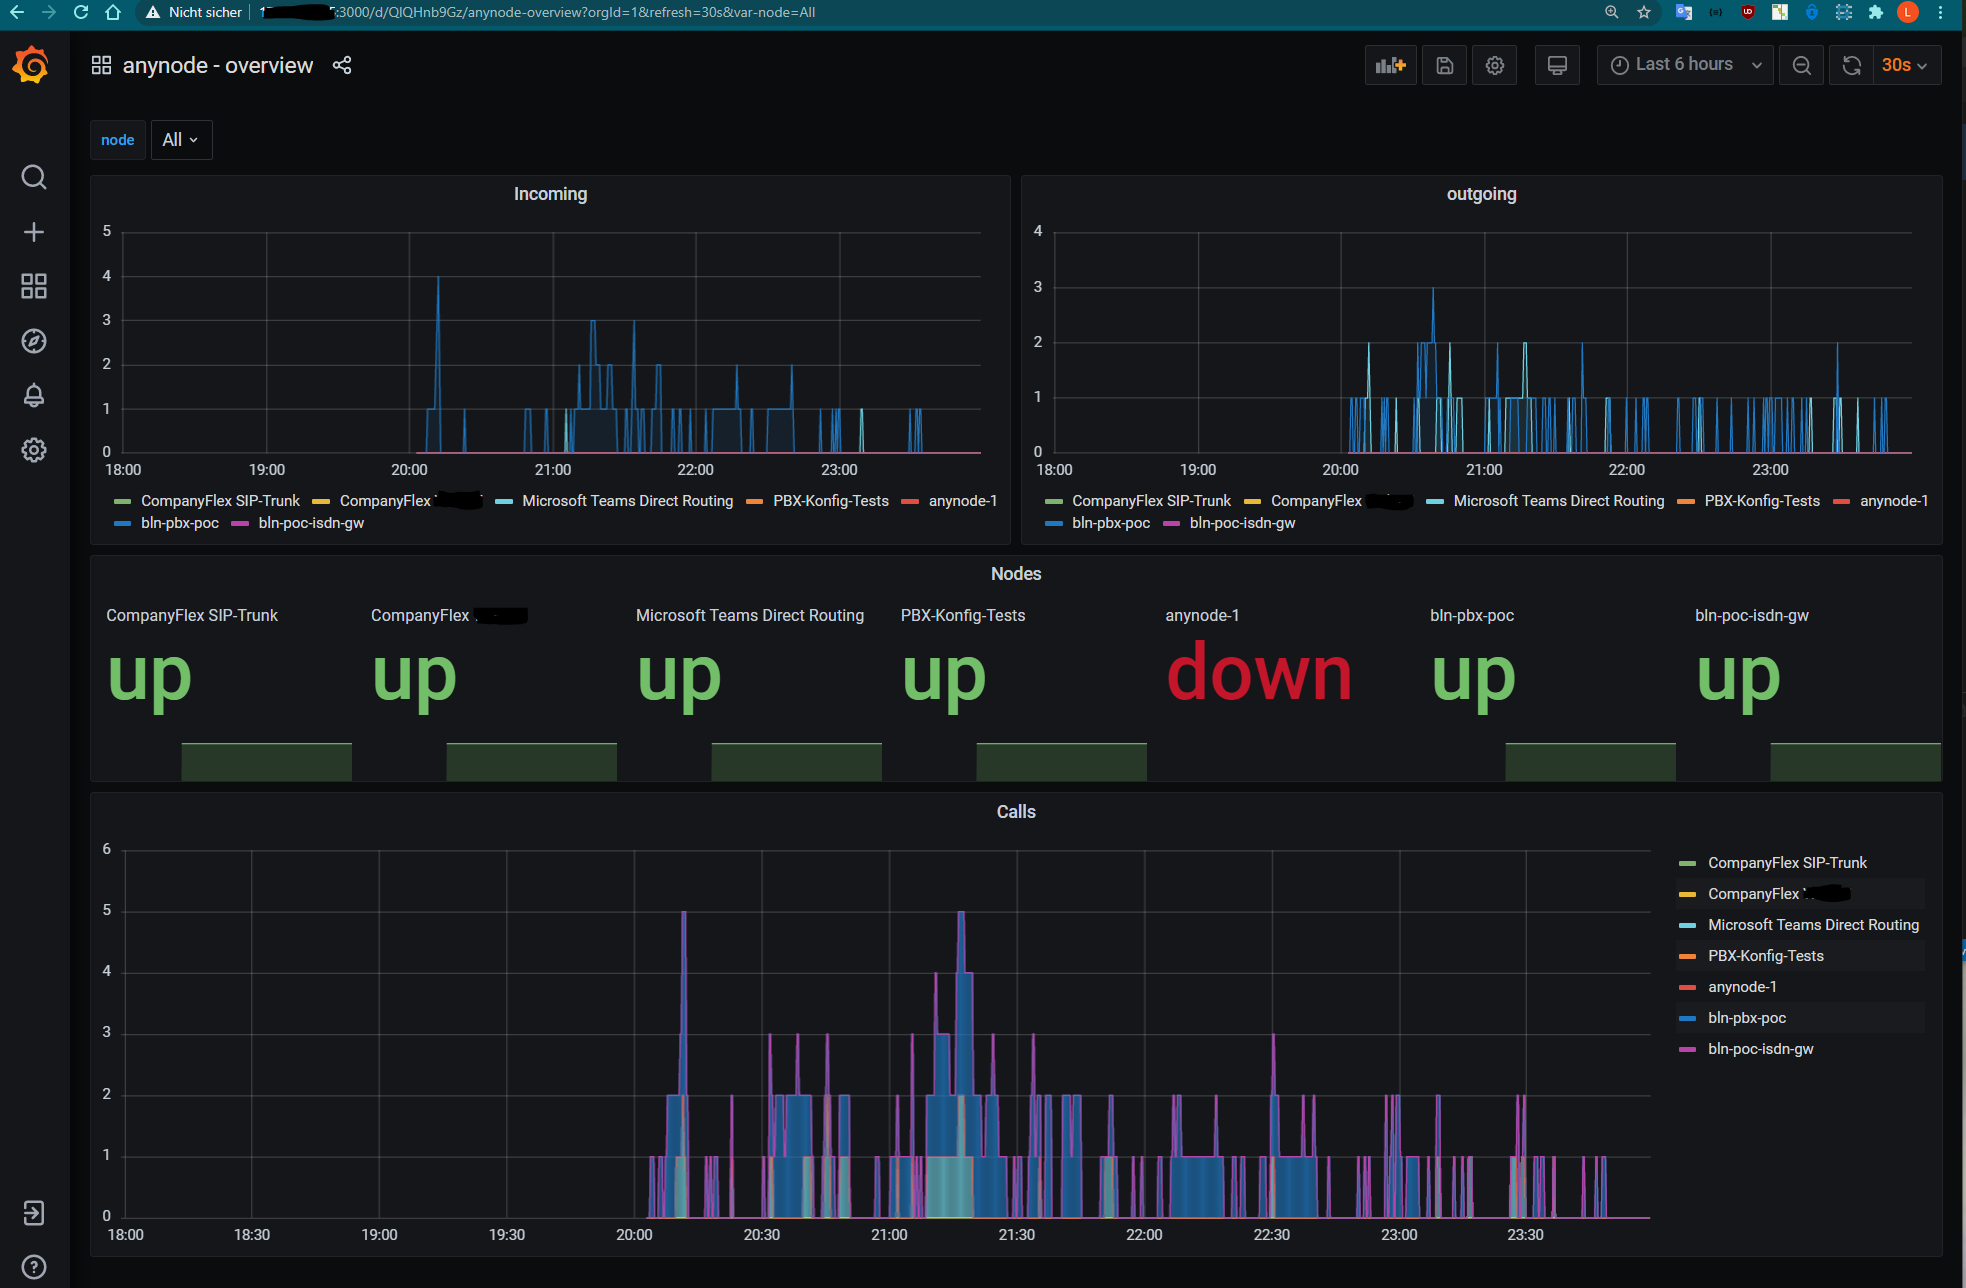 Nicht sicher :3000/d/QIQHnb9Gz/anynode-overview?orgId=1&refresh=30s&var-node=All
L
anynode - overview
Last 6 hours
30s
node All
Incoming
5
4
3
2
1
0
18:00 19:00 20:00 21:00 22:00 23:00
CompanyFlex SIP-Trunk CompanyFlex Microsoft Teams Direct Routing PBX-Konfig-Tests anynode-1
bln-pbx-poc bln-poc-isdn-gw
outgoing
4
3
2
1
0
18:00 19:00 20:00 21:00 22:00 23:00
CompanyFlex SIP-Trunk CompanyFlex Microsoft Teams Direct Routing PBX-Konfig-Tests anynode-1
bln-pbx-poc bln-poc-isdn-gw
Nodes
CompanyFlex SIP-Trunk CompanyFlex Microsoft Teams Direct Routing PBX-Konfig-Tests anynode-1 bln-pbx-poc bln-poc-isdn-gw
up up up up down up up
Calls
6
5
4
3
2
1
0
18:00 18:30 19:00 19:30 20:00 20:30 21:00 21:30 22:00 22:30 23:00 23:30
CompanyFlex SIP-Trunk
CompanyFlex
Microsoft Teams Direct Routing
PBX-Konfig-Tests
anynode-1
bln-pbx-poc
bln-poc-isdn-gw